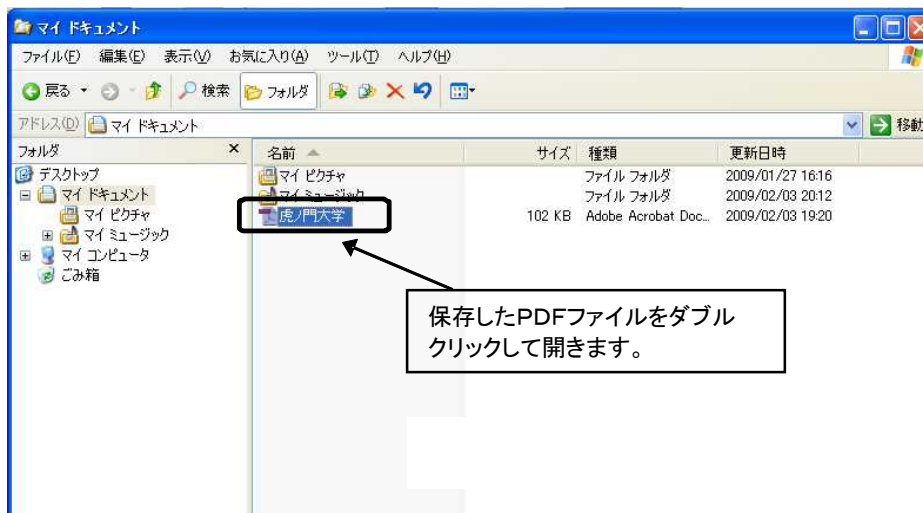 マイ ドキュメント
ファイル(F) 編集(E) 表示(V) お気に入り(A) ツール(T) ヘルプ(H)
戻る 検索 フォルダ
アドレス(D) マイ ドキュメント 移動
フォルダ × 名前 サイズ 種類 更新日時
デスクトップ
マイ ドキュメント
マイ ピクチャ
マイ ミュージック
マイ コンピュータ
ごみ箱
マイ ピクチャ ファイル フォルダ 2009/01/27 16:16
マイ ミュージック ファイル フォルダ 2009/02/03 20:12
虎ノ門大学 102 KB Adobe Acrobat Doc... 2009/02/03 19:20
保存したPDFファイルをダブル
クリックして開きます。